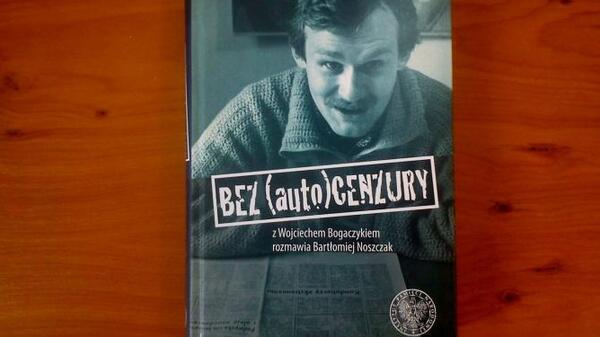 BEZ (auto)CENZURY
z Wojciechem Bogaczykiem
rozmawia Bartłomiej Noszczak